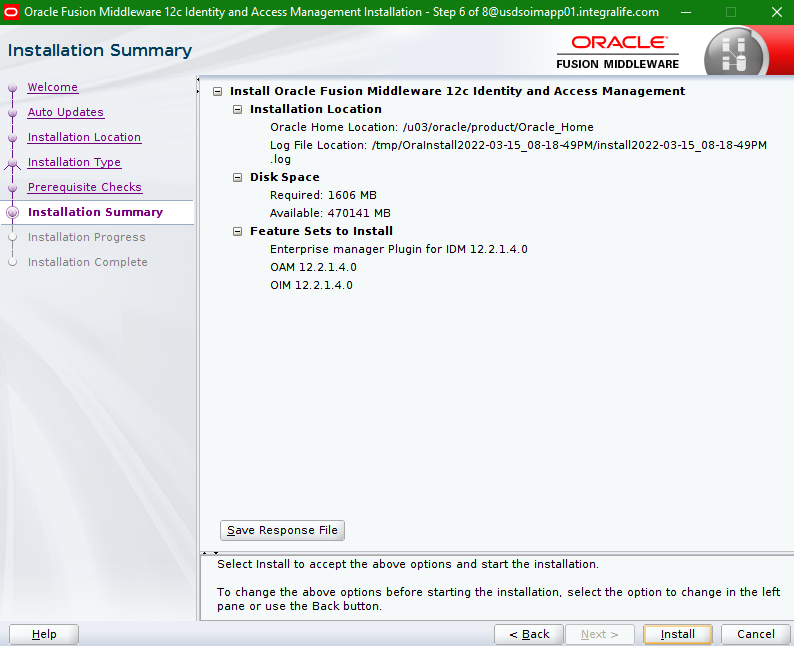 Oracle Fusion Middleware 12c Identity and Access Management Installation - Step 6 of 8@usdsoimapp01.integralife.com
Installation Summary
ORACLE®
FUSION MIDDLEWARE
Welcome
Auto Updates
Installation Location
Installation Type
Prerequisite Checks
Installation Summary
Installation Progress
Installation Complete
Install Oracle Fusion Middleware 12c Identity and Access Management
Installation Location
Oracle Home Location: /u03/oracle/product/Oracle_Home
Log File Location: /tmp/OraInstall2022-03-15_08-18-49PM/install2022-03-15_08-18-49PM
.log
Disk Space
Required: 1606 MB
Available: 470141 MB
Feature Sets to Install
Enterprise manager Plugin for IDM 12.2.1.4.0
OAM 12.2.1.4.0
OIM 12.2.1.4.0
Save Response File
Select Install to accept the above options and start the installation.
To change the above options before starting the installation, select the option to change in the left
pane or use the Back button.
Help
< Back
Next >
Install
Cancel